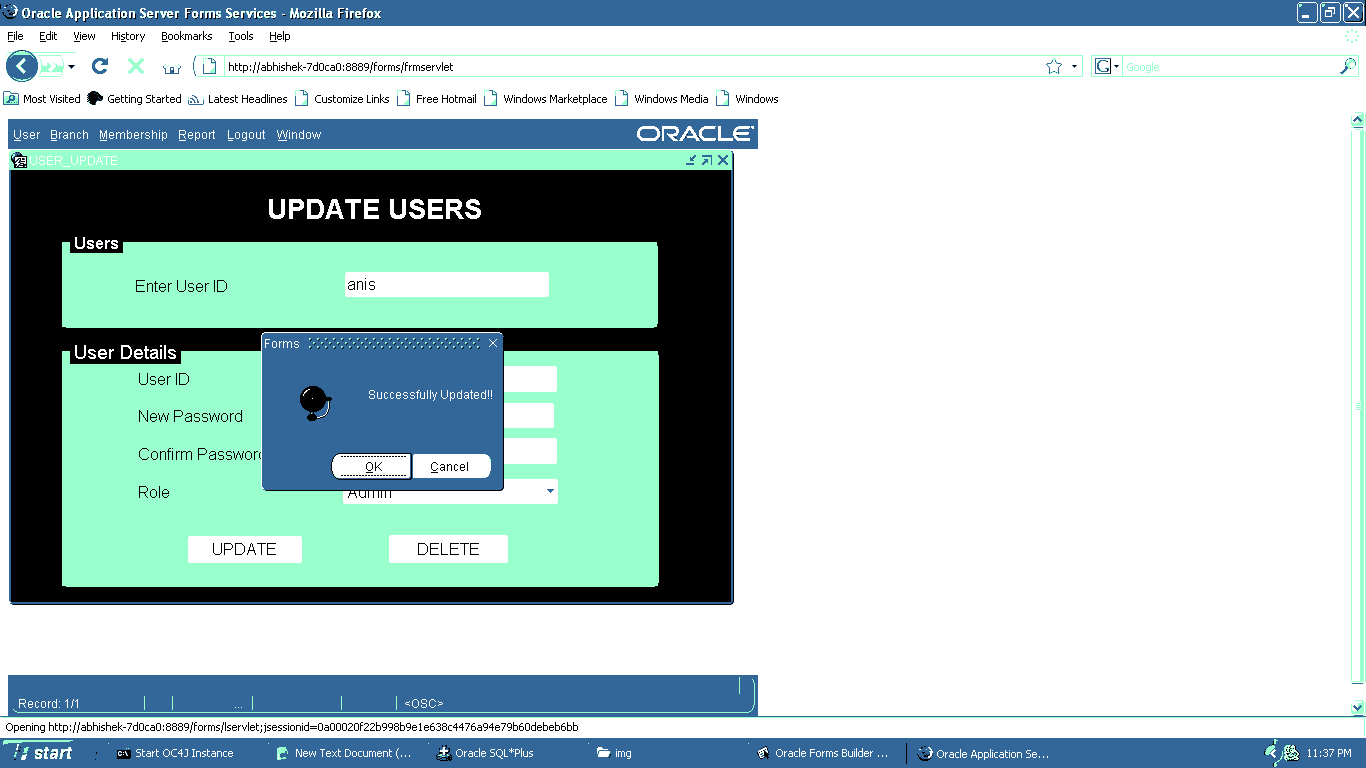 Oracle Application Server Forms Services - Mozilla Firefox
File Edit View History Bookmarks Tools Help
http://abhishek-7d0ca0:8889/forms/frmservlet
G Google
Most Visited Getting Started Latest Headlines Customize Links Free Hotmail Windows Marketplace Windows Media Windows
User Branch Membership Report Logout Window ORACLE
USER_UPDATE
UPDATE USERS
Users
Enter User ID anis
Forms
User Details
User ID
Successfully Updated!!
New Password
Confirm Password
OK Cancel
Role Admin
UPDATE DELETE
Record: 1/1 ... <OSC>
Opening http://abhishek-7d0ca0:8889/forms/lservlet;jsessionid=0a00020f22b998b9e1e638c4476a94e79b60debeb6bb
start Start OC4J Instance New Text Document (... Oracle SQL*Plus img Oracle Forms Builder ... Oracle Application Se... 11:37 PM